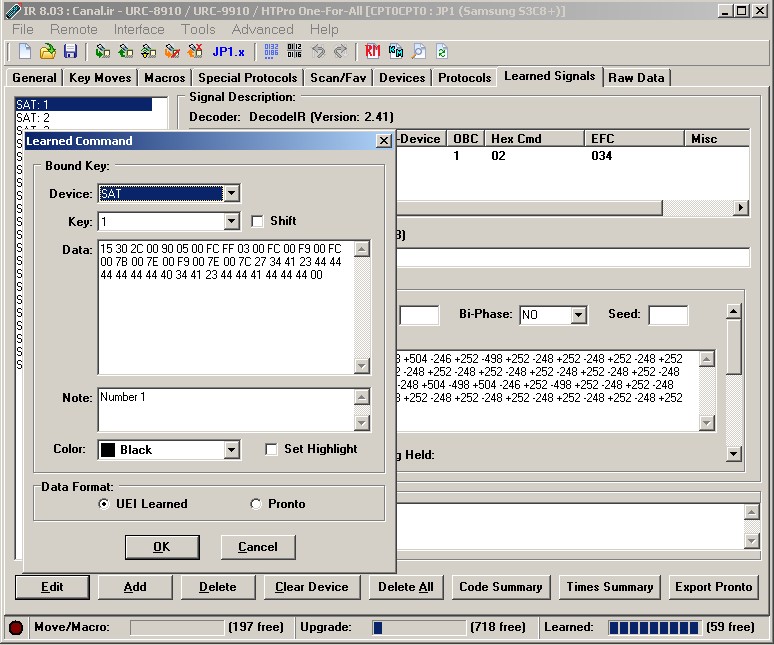 IR 8.03 : Canal.ir - URC-8910 / URC-9910 / HTPro One-For-All [CPT0CPT0 : JP1 (Samsung S3C8+)]
File Remote Interface Tools Advanced Help
JP1.x RM
General Key Moves Macros Special Protocols Scan/Fav Devices Protocols Learned Signals Raw Data
SAT: 1
SAT: 2
Signal Description:
Decoder: DecodeIR (Version: 2.41)
-Device OBC Hex Cmd EFC Misc
1 02 034
Learned Command
Bound Key:
Device: SAT
Key: 1 Shift
Data: 15 30 2C 00 90 05 00 FC FF 03 00 FC 00 F9 00 FC
00 7B 00 7E 00 F9 00 7E 00 7C 27 34 41 23 44 44
44 44 44 44 40 34 41 23 44 44 41 44 44 44 00
Note: Number 1
Color: Black Set Highlight
Data Format:
UEI Learned Pronto
OK Cancel
Bi-Phase: NO Seed:
+504 -246 +252 -498 +252 -248 +252 -248 -248 +252
-248 +252 -248 +252 -248 +252 -248 +252 -248
-248 +504 -498 +504 -246 +252 -498 +252 -248
+252 -248 +252 -248 +252 -248 +252 -248 +252
g Held:
Edit Add Delete Clear Device Delete All Code Summary Times Summary Export Pronto
Move/Macro: (197 free) Upgrade: (718 free) Learned: (59 free)